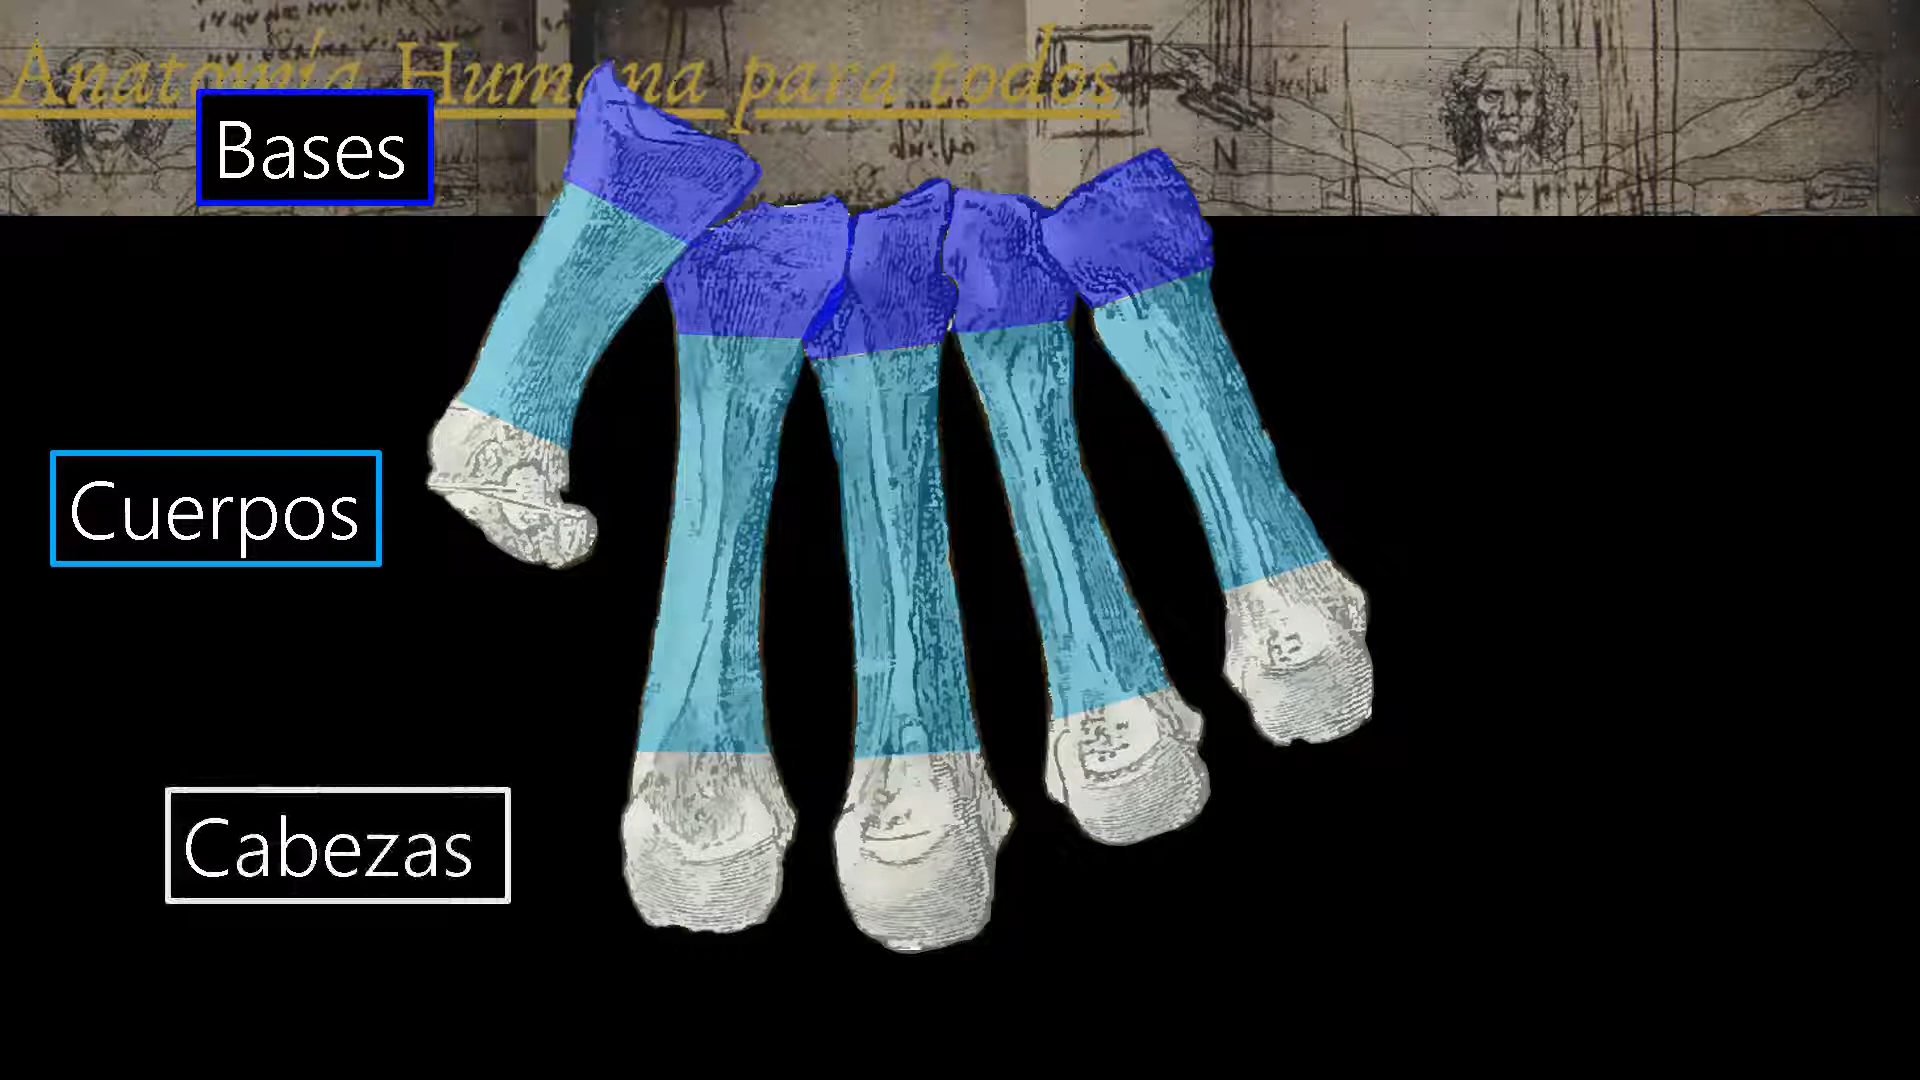 Anatomía Humana para todos
Bases
N
Cuerpos
Cabezas